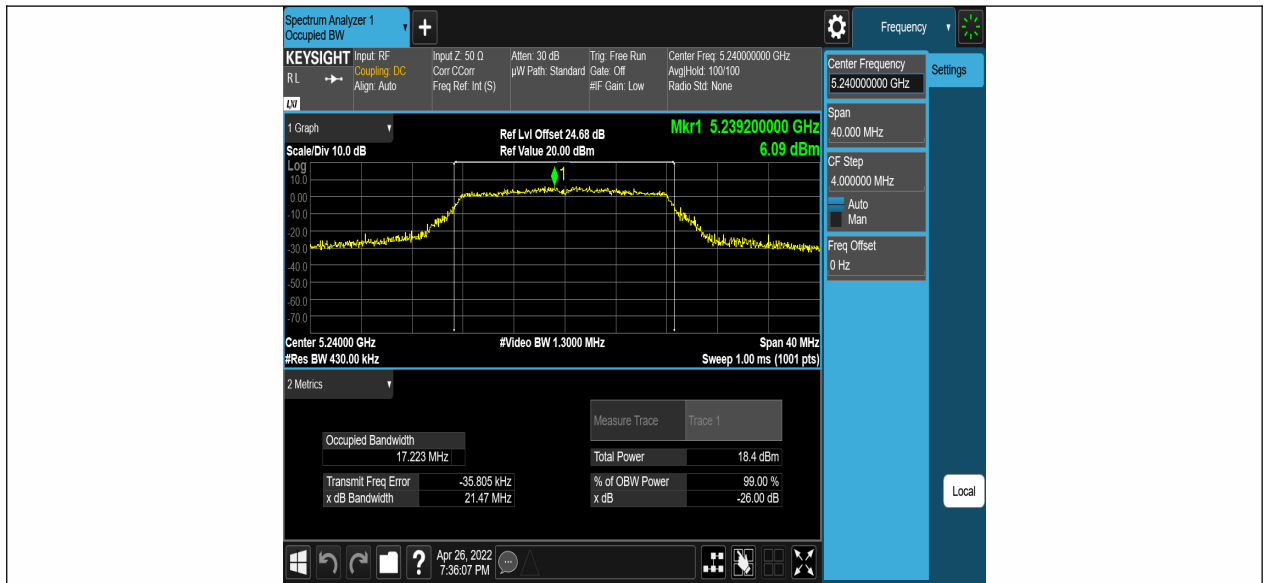 Spectrum Analyzer 1
Occupied BW
+
Frequency
KEYSIGHT
RL
LXI
Input: RF
Coupling: DC
Align: Auto
Input Z: 50 Ω
Corr CCorr
Freq Ref: Int (S)
Atten: 30 dB
µW Path: Standard
Trig: Free Run
Gate: Off
#IF Gain: Low
Center Freq: 5.240000000 GHz
Avg|Hold: 100/100
Radio Std: None
Center Frequency
5.240000000 GHz
Settings
Span
40.000 MHz
CF Step
4.000000 MHz
Auto
Man
Freq Offset
0 Hz
Local
1 Graph
Scale/Div 10.0 dB
Ref Lvl Offset 24.68 dB
Ref Value 20.00 dBm
Mkr1 5.239200000 GHz
6.09 dBm
Log
1
10.0
0.00
-10.0
-20.0
-30.0
-40.0
-50.0
-60.0
-70.0
Center 5.24000 GHz
#Video BW 1.3000 MHz
Span 40 MHz
#Res BW 430.00 kHz
Sweep 1.00 ms (1001 pts)
2 Metrics
Measure Trace
Trace 1
Occupied Bandwidth
17.223 MHz
Total Power
18.4 dBm
Transmit Freq Error
-35.805 kHz
% of OBW Power
99.00 %
x dB Bandwidth
21.47 MHz
x dB
-26.00 dB
?
Apr 26, 2022
7:36:07 PM